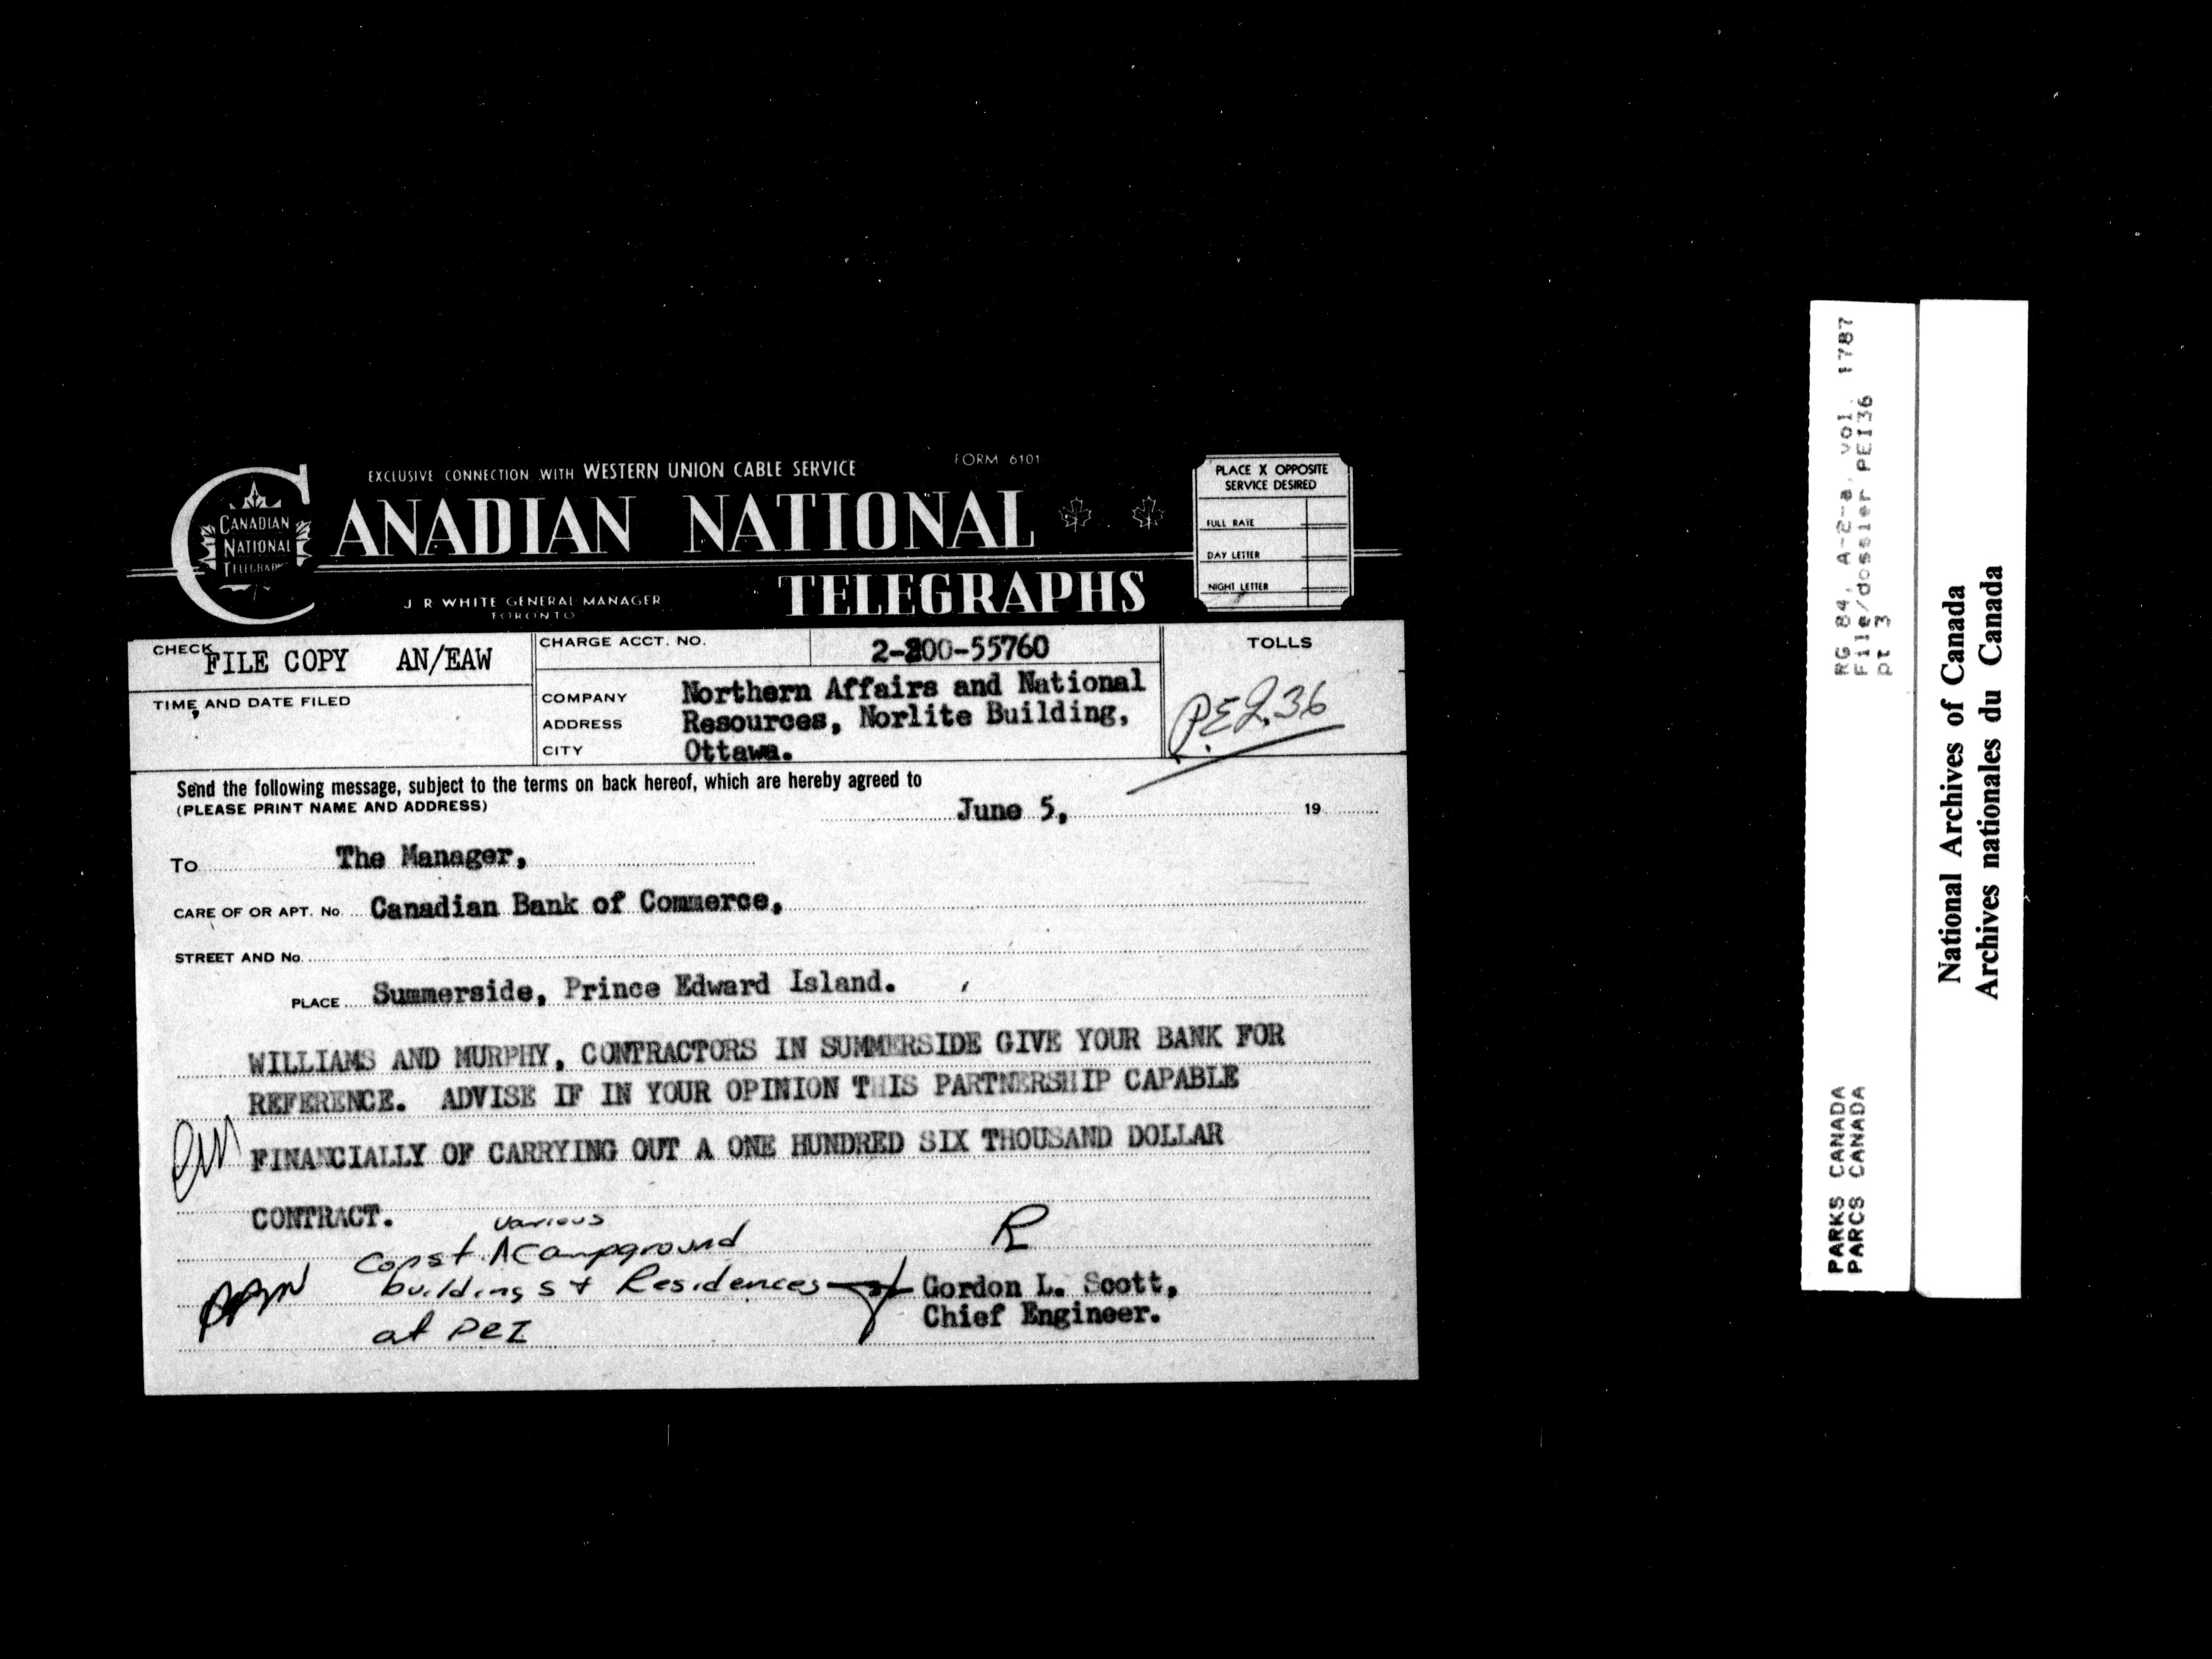 EXCLUSIVE CONNECTION WITH WESTERN UNION CABLE SERVICE
FORM 6101
CANADIAN NATIONAL
TELEGRAPHS
CANADIAN
NATIONAL
TELEGRAPH
J R WHITE GENERAL MANAGER
TORONTO
PLACE X OPPOSITE
SERVICE DESIRED
FULL RATE
DAY LETTER
NIGHT LETTER
CHECK FILE COPY AN/EAW
CHARGE ACCT. NO. 2-200-55760
TOLLS
P.E.I.36
TIME AND DATE FILED
COMPANY Northern Affairs and National
ADDRESS Resources, Norlite Building,
CITY Ottawa.
Send the following message, subject to the terms on back hereof, which are hereby agreed to
(PLEASE PRINT NAME AND ADDRESS)
June 5, 19
To The Manager,
CARE OF OR APT. No. Canadian Bank of Commerce,
STREET AND No.
PLACE Summerside, Prince Edward Island.
WILLIAMS AND MURPHY, CONTRACTORS IN SUMMERSIDE GIVE YOUR BANK FOR
REFERENCE. ADVISE IF IN YOUR OPINION THIS PARTNERSHIP CAPABLE
FINANCIALLY OF CARRYING OUT A ONE HUNDRED SIX THOUSAND DOLLAR
CONTRACT.
various
Const. Campground
buildings + Residences
at PEI
R
Gordon L. Scott,
Chief Engineer.
RG 84, A-2-a, vol. 1787
File/dossier PEI36
pt 3
PARKS CANADA
PARCS CANADA
National Archives of Canada
Archives nationales du Canada